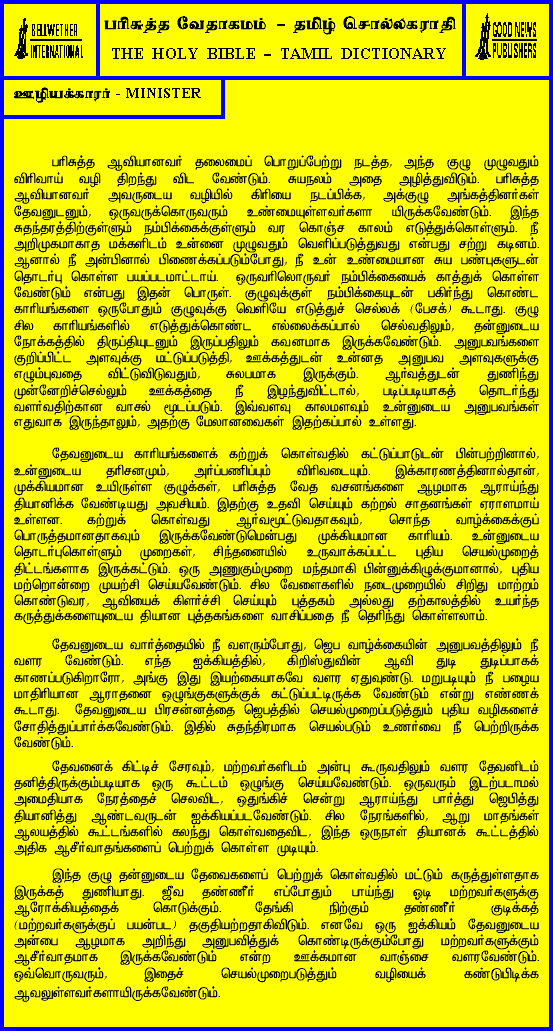 BELLWETHER
INTERNATIONAL
பரிசுத்த வேதாகமம் – தமிழ் சொல்லகராதி
THE HOLY BIBLE – TAMIL DICTIONARY
GOOD NEWS
PUBLISHERS
ஊழியக்காரர் - MINISTER
பரிசுத்த ஆவியானவர் தலைமைப் பொறுப்பேற்று நடத்த, அந்த குழு முழுவதும்
விரிவாய் வழி திறந்து விட வேண்டும். சுயநலம் அதை அழித்துவிடும். பரிசுத்த
ஆவியானவர் அவருடைய வழியில் கிரியை நடப்பிக்க, அக்குழு அங்கத்தினர்கள்
தேவனுடனும், ஒருவருக்கொருவரும் உண்மையுள்ளவர்களா யிருக்கவேண்டும். இந்த
சுதந்தரத்திற்குள்ளும் நம்பிக்கைக்குள்ளும் வர கொஞ்ச காலம் எடுத்துக்கொள்ளும். நீ
அறிமுகமாகாத மக்களிடம் உன்னை முழுவதும் வெளிப்படுத்துவது என்பது சற்று கடினம்.
ஆனால் நீ அன்பினால் பிணைக்கப்படும்போது, நீ உன் உண்மையான சுய பண்புகளுடன்
தொடர்பு கொள்ள பயப்படமாட்டாய். ஒருவரிலொருவர் நம்பிக்கையைக் காத்துக் கொள்ள
வேண்டும் என்பது இதன் பொருள். குழுவுக்குள் நம்பிக்கையுடன் பகிர்ந்து கொண்ட
காரியங்களை ஒருபோதும் குழுவுக்கு வெளியே எடுத்துச் செல்லக் (பேசக்) கூடாது. குழு
சில காரியங்களில் எடுத்துக்கொண்ட எல்லைக்கப்பால் செல்வதிலும், தன்னுடைய
நோக்கத்தில் திருப்தியுடனும் இருப்பதிலும் கவனமாக இருக்கவேண்டும். அனுபவங்களை
குறிப்பிட்ட அளவுக்கு மட்டுப்படுத்தி, ஊக்கத்துடன் உன்னத அனுபவ அளவுகளுக்கு
எழும்புவதை விட்டுவிடுவதும், சுலபமாக இருக்கும். ஆர்வத்துடன் துணிந்து
முன்னேறிச்செல்லும் ஊக்கத்தை நீ இழந்துவிட்டால், படிப்படியாகத் தொடர்ந்து
வளர்வதிற்கான வாசல் மூடப்படும். இவ்வளவு காலமளவும் உன்னுடைய அனுபவங்கள்
எதுவாக இருந்தாலும், அதற்கு மேலானவைகள் இதற்கப்பால் உள்ளது.
தேவனுடைய காரியங்களைக் கற்றுக் கொள்வதில் கட்டுப்பாடுடன் பின்பற்றினால்,
உன்னுடைய தரிசனமும், அர்ப்பணிப்பும் விரிவடையும். இக்காரணத்தினால்தான்,
முக்கியமான உயிருள்ள குழுக்கள், பரிசுத்த வேத வசனங்களை ஆழமாக ஆராய்ந்து
தியானிக்க வேண்டியது அவசியம். இதற்கு உதவி செய்யும் கற்றல் சாதனங்கள் ஏராளமாய்
உள்ளன. கற்றுக் கொள்வது ஆர்வமூட்டுவதாகவும், சொந்த வாழ்க்கைக்குப்
பொருத்தமானதாகவும் இருக்கவேண்டுமென்பது முக்கியமான காரியம். உன்னுடைய
தொடர்புகொள்ளும் முறைகள், சிந்தனையில் உருவாக்கப்பட்ட புதிய செயல்முறைத்
திட்டங்களாக இருக்கட்டும். ஒரு அணுகும்முறை மந்தமாகி பின்னுக்கிழுக்குமானால், புதிய
மற்றொன்றை முயற்சி செய்யவேண்டும். சில வேளைகளில் நடைமுறையில் சிறிது மாற்றம்
கொண்டுவர, ஆவியைக் கிளர்ச்சி செய்யும் புத்தகம் அல்லது தற்காலத்தில் உயர்ந்த
கருத்துக்களையுடைய தியான புத்தகங்களை வாசிப்பதை நீ தெரிந்து கொள்ளலாம்.
தேவனுடைய வார்த்தையில் நீ வளரும்போது, ஜெப வாழ்க்கையின் அனுபவத்திலும் நீ
வளர வேண்டும். எந்த ஐக்கியத்தில், கிறிஸ்துவின் ஆவி துடி துடிப்பாகக்
காணப்படுகிறாரோ, அங்கு இது இயற்கையாகவே வளர ஏதுவுண்டு. மறுபடியும் நீ பழைய
மாதிரியான ஆராதனை ஒழுங்குகளுக்குக் கட்டுப்பட்டிருக்க வேண்டும் என்று எண்ணக்
கூடாது. தேவனுடைய பிரசன்னத்தை ஜெபத்தில் செயல்முறைப்படுத்தும் புதிய வழிகளைச்
சோதித்துப்பார்க்கவேண்டும். இதில் சுதந்திரமாக செயல்படும் உணர்வை நீ பெற்றிருக்க
வேண்டும்.
தேவனைக் கிட்டிச் சேரவும், மற்றவர்களிடம் அன்பு கூருவதிலும் வளர தேவனிடம்
தனித்திருக்கும்படியாக ஒரு கூட்டம் ஒழுங்கு செய்யவேண்டும். ஒருவரும் இடற்படாமல்
அமைதியாக நேரத்தைச் செலவிட, ஒதுங்கிச் சென்று ஆராய்ந்து பார்த்து ஜெபித்து
தியானித்து ஆண்டவருடன் ஐக்கியப்படவேண்டும். சில நேரங்களில், ஆறு மாதங்கள்
ஆலயத்தில் கூட்டங்களில் கலந்து கொள்வதைவிட, இந்த ஒருநாள் தியானக் கூட்டத்தில்
அதிக ஆசீர்வாதங்களைப் பெற்றுக் கொள்ள முடியும்.
இந்த குழு தன்னுடைய தேவைகளைப் பெற்றுக் கொள்வதில் மட்டும் கருத்துள்ளதாக
இருக்கத் துணியாது. ஜீவ தண்ணீர் எப்போதும் பாய்ந்து ஓடி மற்றவர்களுக்கு
ஆரோக்கியத்தைக் கொடுக்கும். தேங்கி நிற்கும் தண்ணீர் குடிக்கத்
(மற்றவர்களுக்குப் பயன்பட) தகுதியற்றதாகிவிடும். எனவே ஒரு ஐக்கியம் தேவனுடைய
அன்பை ஆழமாக அறிந்து அனுபவித்துக் கொண்டிருக்கும்போது மற்றவர்களுக்கும்
ஆசீர்வாதமாக இருக்கவேண்டும் என்ற ஊக்கமான வாஞ்சை வளரவேண்டும்.
ஒவ்வொருவரும், இதைச் செயல்முறைபடுத்தும் வழியைக் கண்டுபிடிக்க
ஆவலுள்ளவர்களாயிருக்கவேண்டும்.